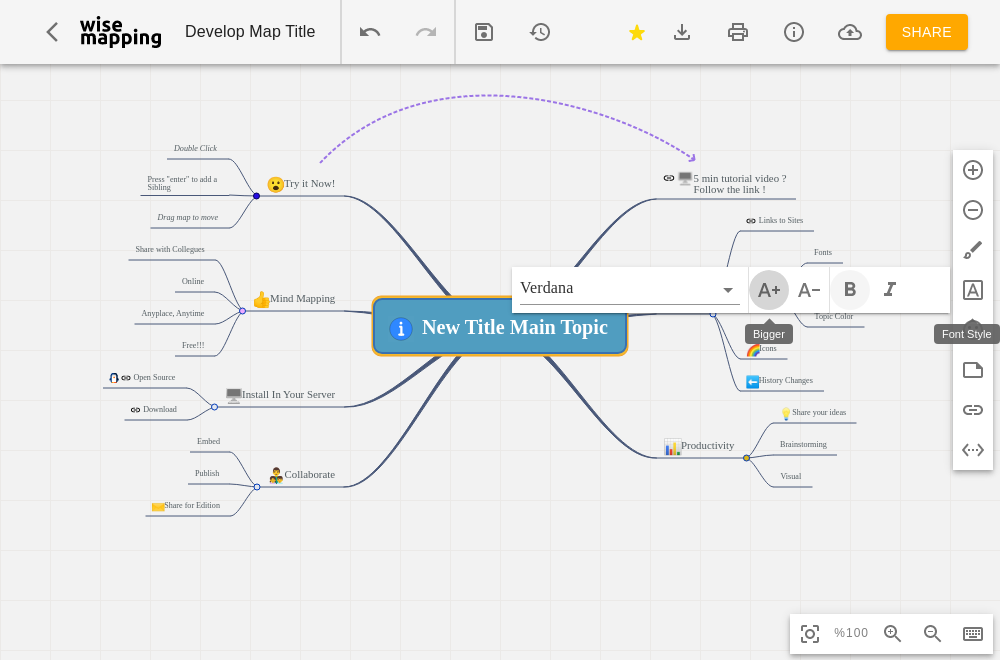 wise
mapping
Develop Map Title
SHARE
Double Click
Press "enter" to add a
Sibling
Drag map to move
Try it Now!
5 min tutorial video ?
Follow the link !
Links to Sites
Fonts
Share with Collegues
Online
Anyplace, Anytime
Free!!!
Mind Mapping
Verdana
A+
A−
B
I
A
Bigger
Font Style
Topic Color
New Title Main Topic
Icons
History Changes
Open Source
Download
Install In Your Server
Embed
Publish
Share for Edition
Collaborate
Productivity
Share your ideas
Brainstorming
Visual
%100